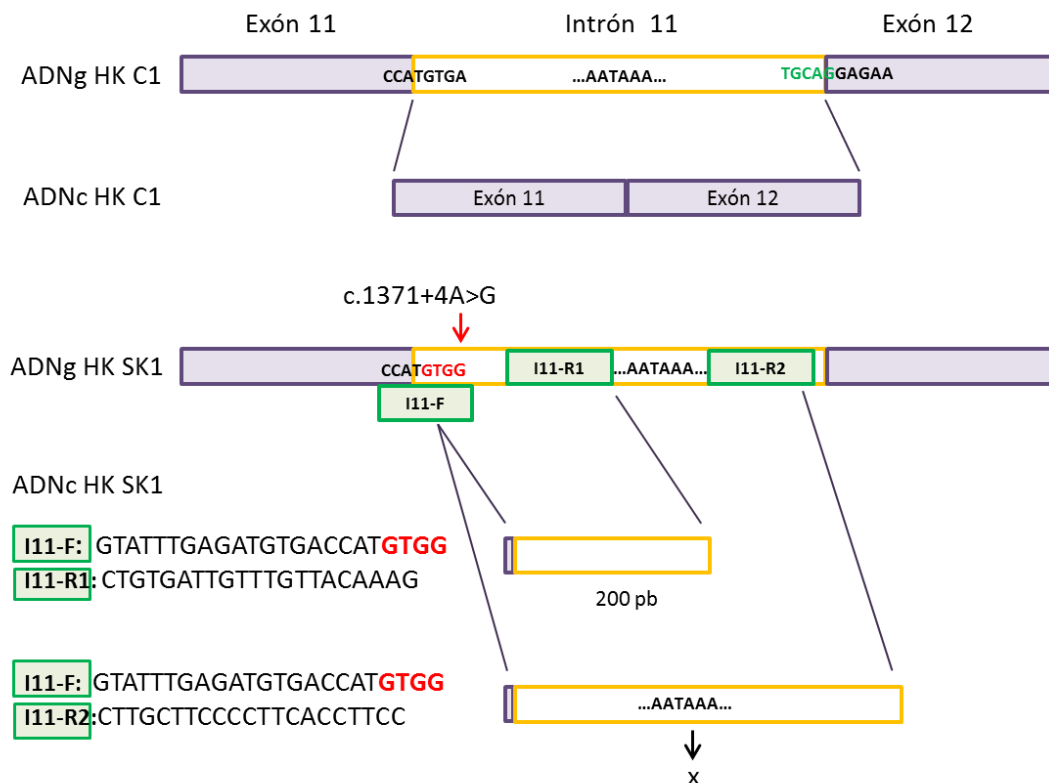 Exón 11 Intrón 11 Exón 12
ADNg HK C1 CCATGTGA ...AATAAA... TGCAGGAGAA
ADNc HK C1 Exón 11 Exón 12
c.1371+4A>G
ADNg HK SK1 CCATGTGG I11-R1 ...AATAAA... I11-R2
I11-F
ADNc HK SK1
I11-F: GTATTTGAGATGTGACCATGTGG
I11-R1: CTGTGATTGTTTGTTACAAAG
200 pb
I11-F: GTATTTGAGATGTGACCATGTGG
I11-R2:CTTGCTTCCCCTTCACCTTCC
...AATAAA...
x